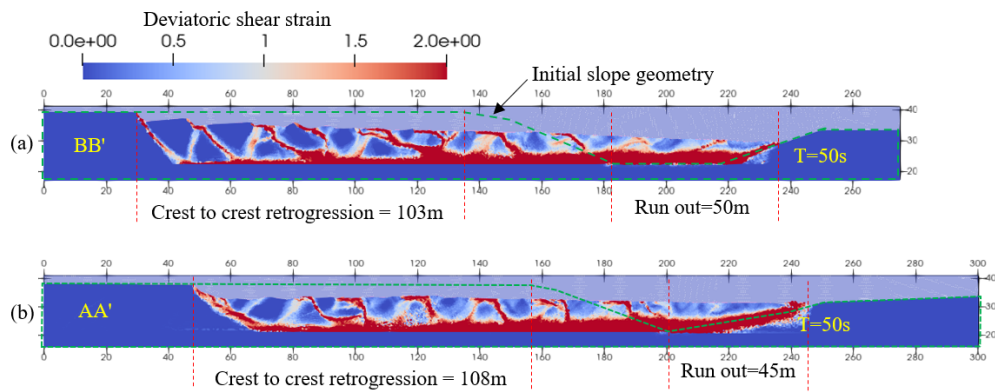 Deviatoric shear strain
0.0e+00 0.5 1 1.5 2.0e+00
Initial slope geometry
0 20 40 60 80 100 120 140 160 180 200 220 240 260
(a)
BB'
T=50s
40
30
20
0 20 40 60 80 100 120 140 160 180 200 220 240 260
Crest to crest retrogression = 103m
Run out=50m
0 20 40 60 80 100 120 140 160 180 200 220 240 260 280 300
(b)
AA'
T=50s
40
30
20
0 20 40 60 80 100 120 140 160 180 200 220 240 260 280 300
Crest to crest retrogression = 108m
Run out=45m